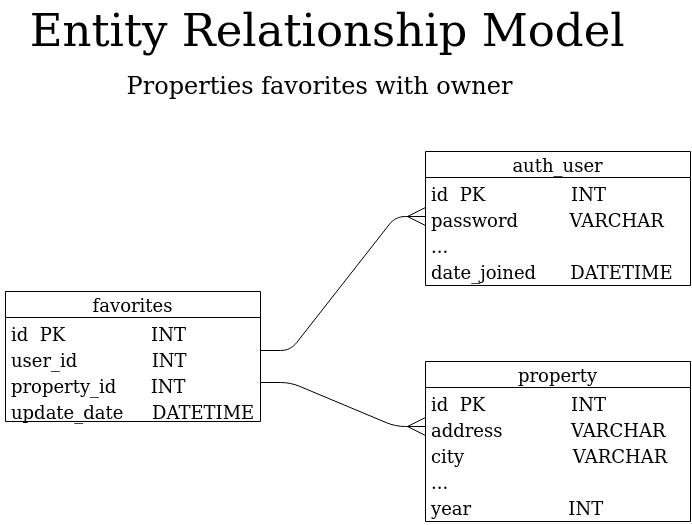 Entity Relationship Model
Properties favorites with owner
auth_user
id PK INT
password VARCHAR
...
date_joined DATETIME
favorites
id PK INT
user_id INT
property_id INT
update_date DATETIME
property
id PK INT
address VARCHAR
city VARCHAR
...
year INT